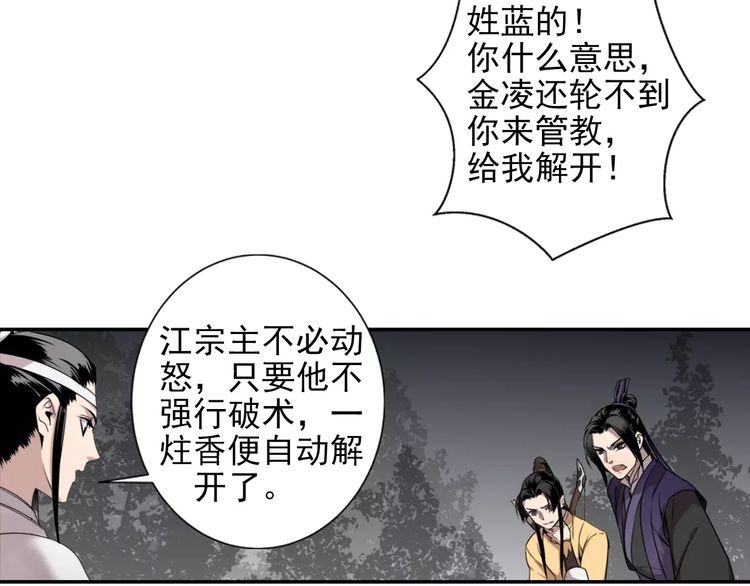 姓蓝的！
你什么意思，
金凌还轮不到
你来管教，
给我解开！
江宗主不必动
怒，只要他不
强行破术，一
炷香便自动解
开了。